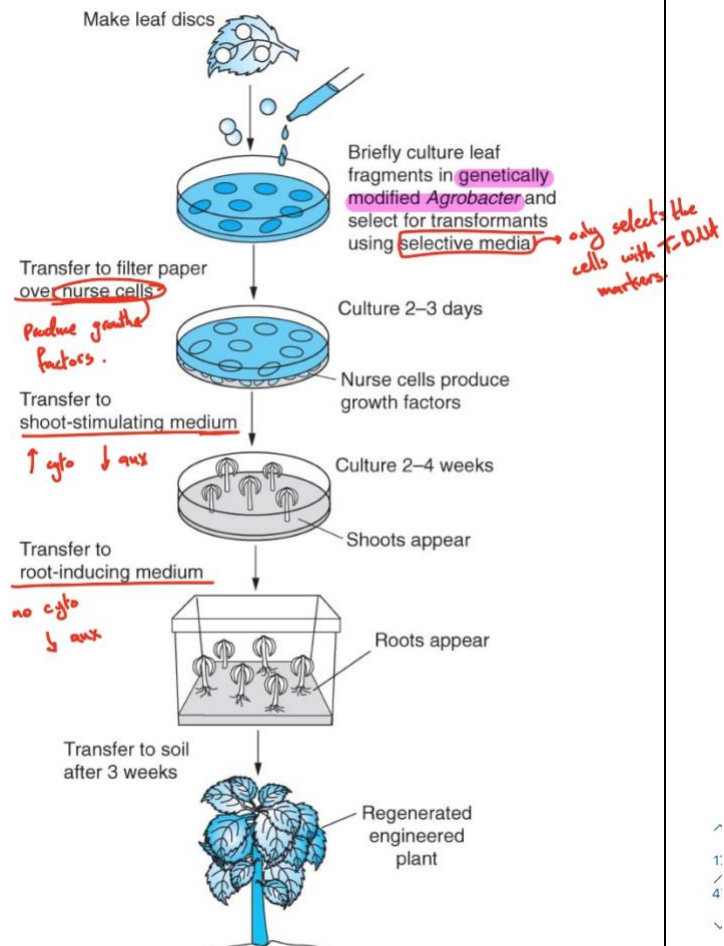 Make leaf discs
Briefly culture leaf
fragments in genetically
modified Agrobacter and
select for transformants
using selective media
only selects the
cells with T-DNA
markers.
Transfer to filter paper
over nurse cells
Produce growth
factors.
Culture 2–3 days
Nurse cells produce
growth factors
Transfer to
shoot-stimulating medium
↑ cyto ↓ aux
Culture 2–4 weeks
Shoots appear
Transfer to
root-inducing medium
no cyto
↓ aux
Roots appear
Transfer to soil
after 3 weeks
Regenerated
engineered
plant